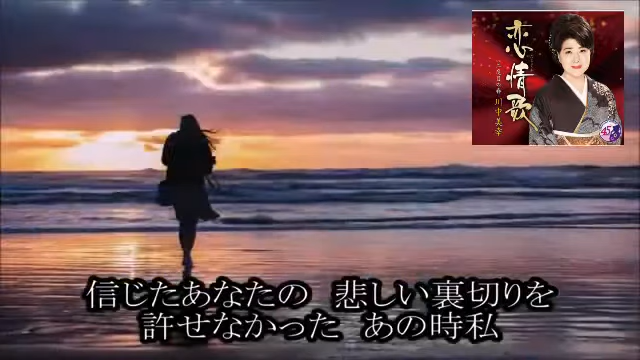 恋情歌
川中美幸
信じたあなたの　悲しい裏切りを
許せなかった　あの時私